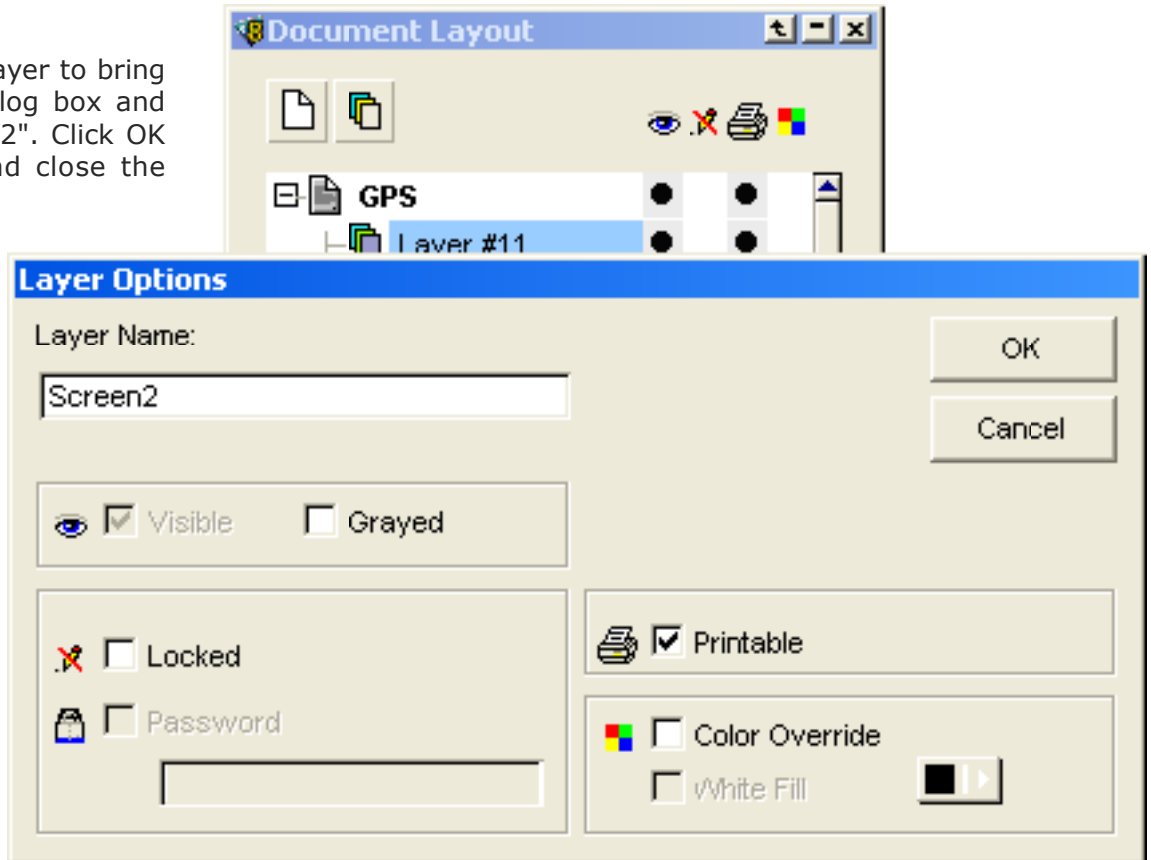 Document Layout
ayer to bring
log box and
2". Click OK
nd close the
GPS
Layer #11
Layer Options
Layer Name:
OK
Screen2
Cancel
Visible
Grayed
Locked
Printable
Password
Color Override
White Fill